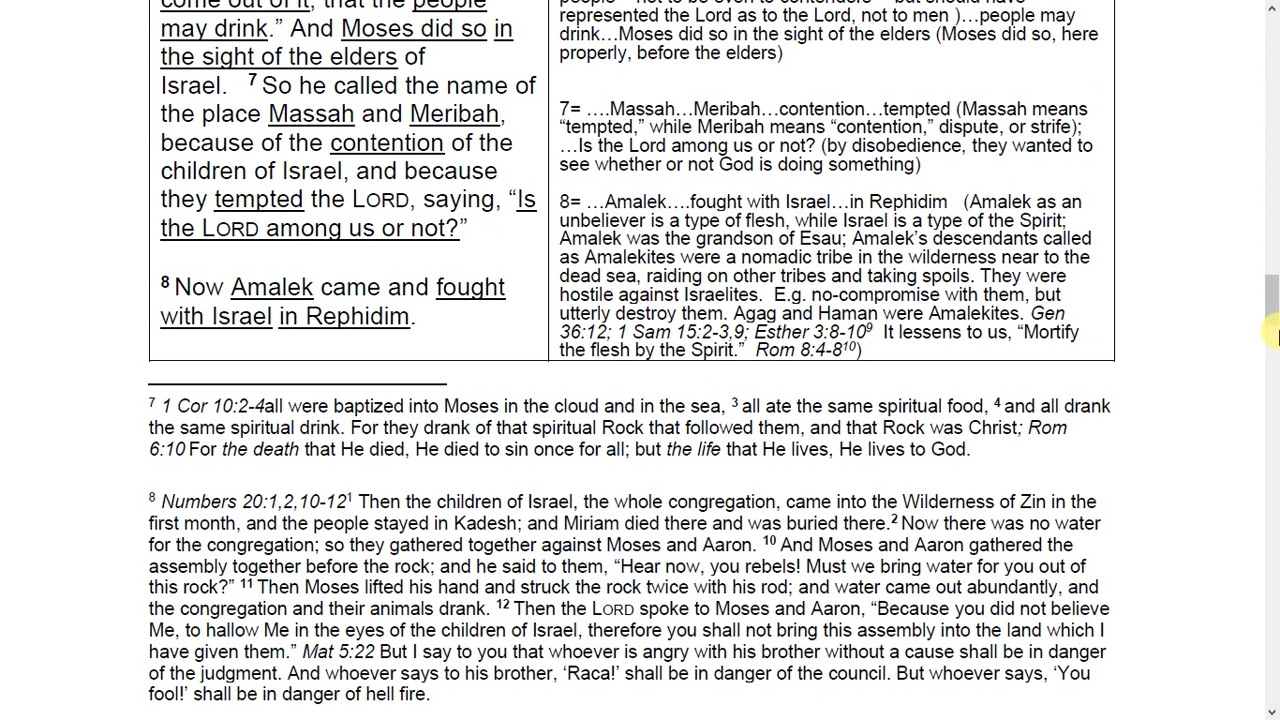 come out of it, that the people
may drink.” And Moses did so in
the sight of the elders of
Israel. 7 So he called the name of
the place Massah and Meribah,
because of the contention of the
children of Israel, and because
they tempted the LORD, saying, “Is
the LORD among us or not?”
8 Now Amalek came and fought
with Israel in Rephidim.
represented the Lord as to the Lord, not to men )…people may
drink…Moses did so in the sight of the elders (Moses did so, here
properly, before the elders)
7= ….Massah…Meribah…contention…tempted (Massah means
“tempted,” while Meribah means “contention,” dispute, or strife);
…Is the Lord among us or not? (by disobedience, they wanted to
see whether or not God is doing something)
8= …Amalek….fought with Israel…in Rephidim (Amalek as an
unbeliever is a type of flesh, while Israel is a type of the Spirit;
Amalek was the grandson of Esau; Amalek’s descendants called
as Amalekites were a nomadic tribe in the wilderness near to the
dead sea, raiding on other tribes and taking spoils. They were
hostile against Israelites. E.g. no-compromise with them, but
utterly destroy them. Agag and Haman were Amalekites. Gen
36:12; 1 Sam 15:2-3,9; Esther 3:8-10 9 It lessens to us, “Mortify
the flesh by the Spirit.” Rom 8:4-8 10)
7 1 Cor 10:2-4all were baptized into Moses in the cloud and in the sea, 3 all ate the same spiritual food, 4 and all drank
the same spiritual drink. For they drank of that spiritual Rock that followed them, and that Rock was Christ; Rom
6:10 For the death that He died, He died to sin once for all; but the life that He lives, He lives to God.
8 Numbers 20:1,2,10-12 1 Then the children of Israel, the whole congregation, came into the Wilderness of Zin in the
first month, and the people stayed in Kadesh; and Miriam died there and was buried there. 2 Now there was no water
for the congregation; so they gathered together against Moses and Aaron. 10 And Moses and Aaron gathered the
assembly together before the rock; and he said to them, “Hear now, you rebels! Must we bring water for you out of
this rock?” 11 Then Moses lifted his hand and struck the rock twice with his rod; and water came out abundantly, and
the congregation and their animals drank. 12 Then the LORD spoke to Moses and Aaron, “Because you did not believe
Me, to hallow Me in the eyes of the children of Israel, therefore you shall not bring this assembly into the land which I
have given them.” Mat 5:22 But I say to you that whoever is angry with his brother without a cause shall be in danger
of the judgment. And whoever says to his brother, ‘Raca!’ shall be in danger of the council. But whoever says, ‘You
fool!’ shall be in danger of hell fire.